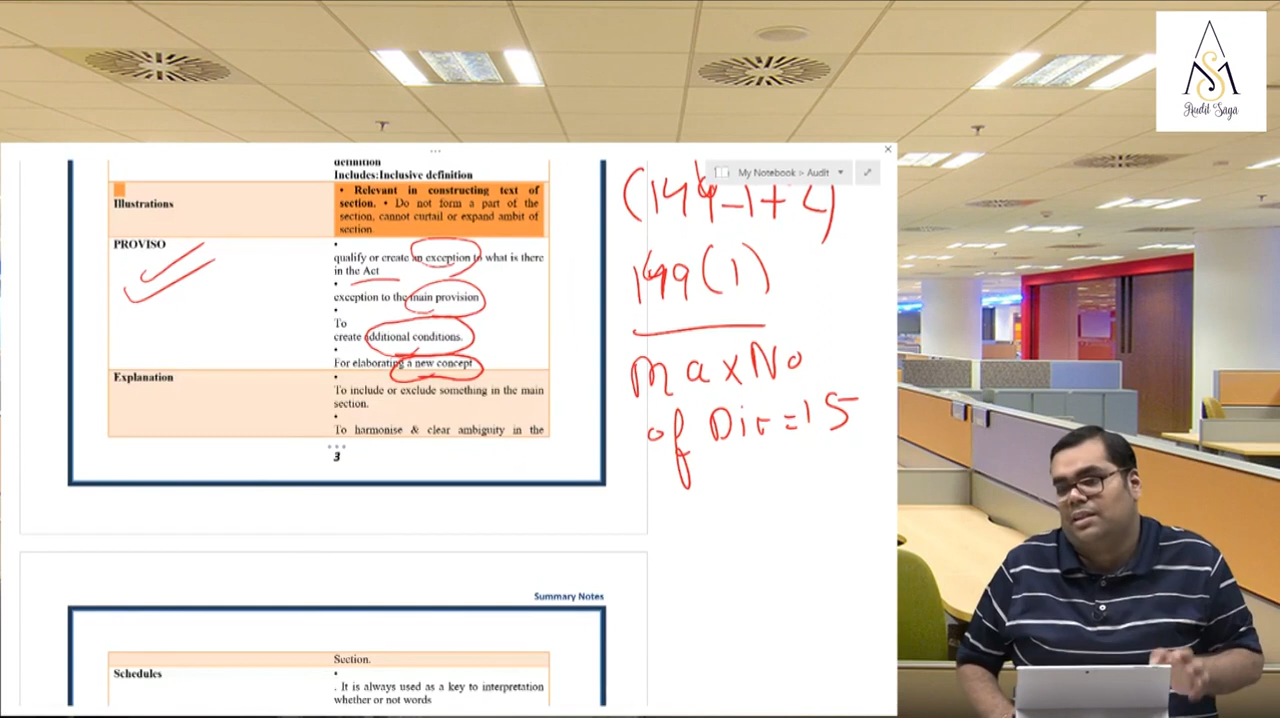 Audit Saga
definition
Includes:Inclusive definition
Illustrations
• Relevant in constructing text of
section. • Do not form a part of the
section, cannot curtail or expand ambit of
section
PROVISO
•
qualify or create an exception to what is there
in the Act
•
exception to the main provision
•
To
create additional conditions.
•
For elaborating a new concept
Explanation
•
To include or exclude something in the main
section.
•
To harmonise & clear ambiguity in the
3
Summary Notes
Section.
Schedules
•
. It is always used as a key to interpretation
whether or not words
My Notebook > Audit
149(1)
max No
of Dir = 15